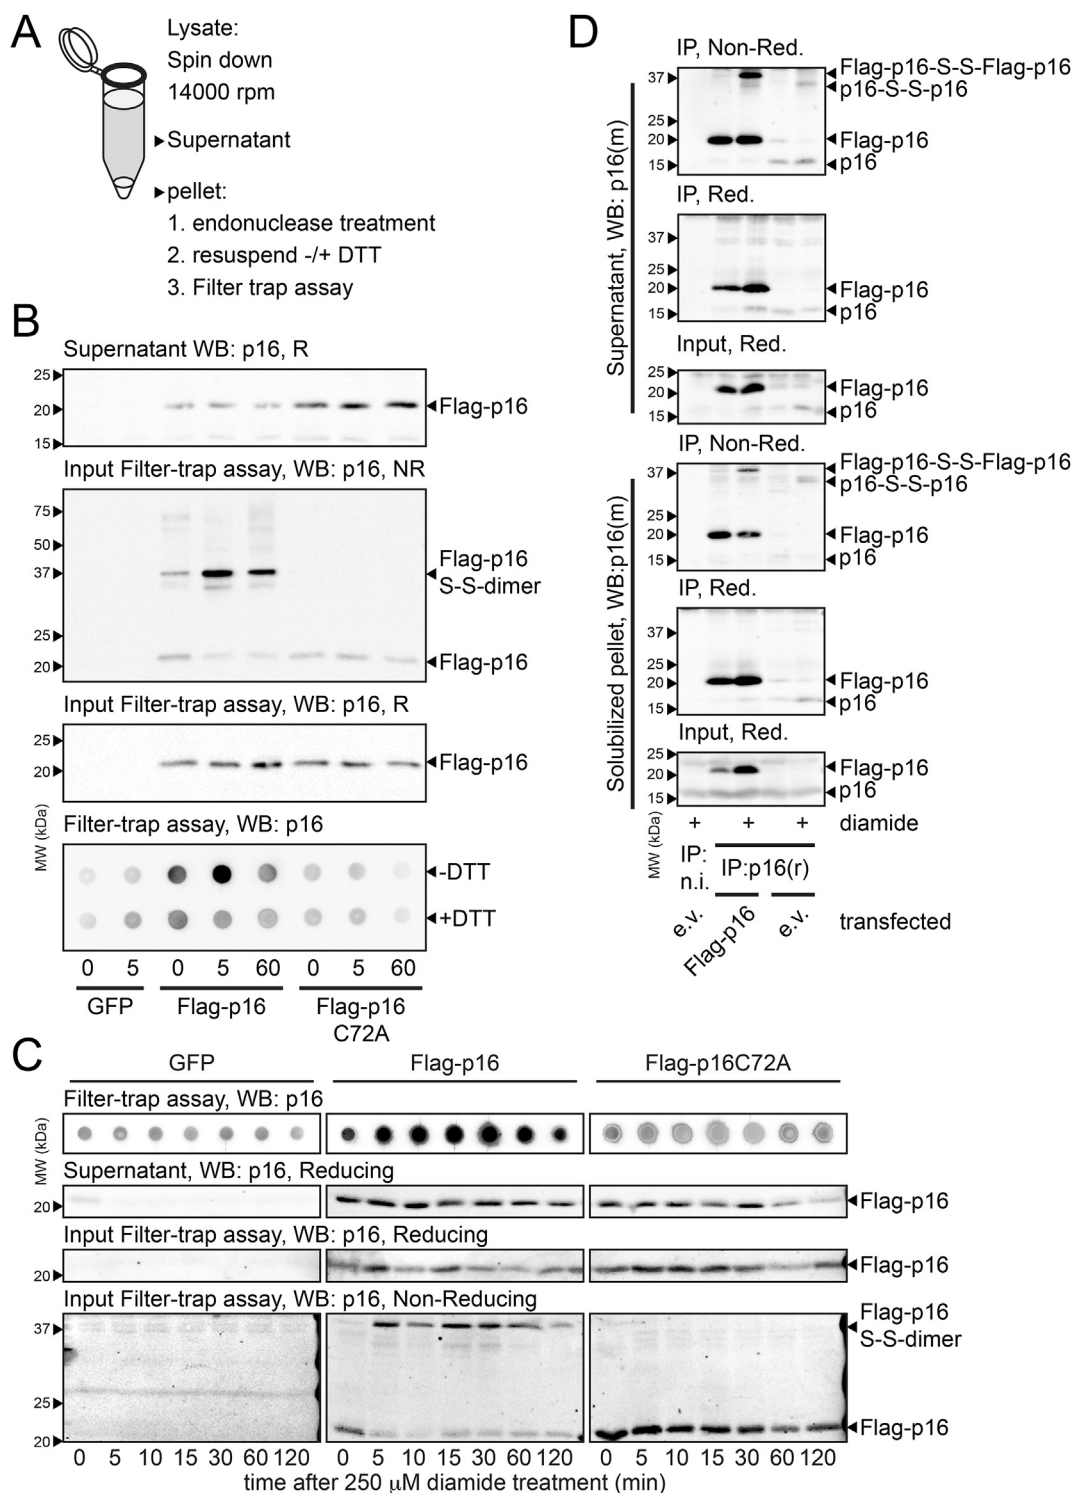 A
Lysate:
Spin down
14000 rpm
Supernatant
pellet:
1. endonuclease treatment
2. resuspend -/+ DTT
3. Filter trap assay
B
Supernatant WB: p16, R
25
20
15
Flag-p16
Input Filter-trap assay, WB: p16, NR
75
50
37
25
20
Flag-p16
S-S-dimer
Flag-p16
Input Filter-trap assay, WB: p16, R
25
20
Flag-p16
MW (kDa)
Filter-trap assay, WB: p16
-DTT
+DTT
0 5 0 5 60 0 5 60
GFP Flag-p16 Flag-p16
C72A
D
Supernatant, WB: p16(m)
IP, Non-Red.
37
25
20
15
Flag-p16-S-S-Flag-p16
p16-S-S-p16
Flag-p16
p16
IP, Red.
37
25
20
15
Flag-p16
p16
Input, Red.
25
20
15
Flag-p16
p16
Solubilized pellet, WB:p16(m)
IP, Non-Red.
37
25
20
15
Flag-p16-S-S-Flag-p16
p16-S-S-p16
Flag-p16
p16
IP, Red.
37
25
20
15
Flag-p16
p16
Input, Red.
25
20
15
Flag-p16
p16
MW (kDa)
+ + + diamide
IP:
n.i.
IP:p16(r)
e.v. Flag-p16 e.v. transfected
C
GFP Flag-p16 Flag-p16C72A
Filter-trap assay, WB: p16
MW (kDa)
Supernatant, WB: p16, Reducing
20
Flag-p16
Input Filter-trap assay, WB: p16, Reducing
20
Flag-p16
Input Filter-trap assay, WB: p16, Non-Reducing
37
25
20
Flag-p16
S-S-dimer
Flag-p16
0 5 10 15 30 60 120 0 5 10 15 30 60 120 0 5 10 15 30 60 120
time after 250 µM diamide treatment (min)